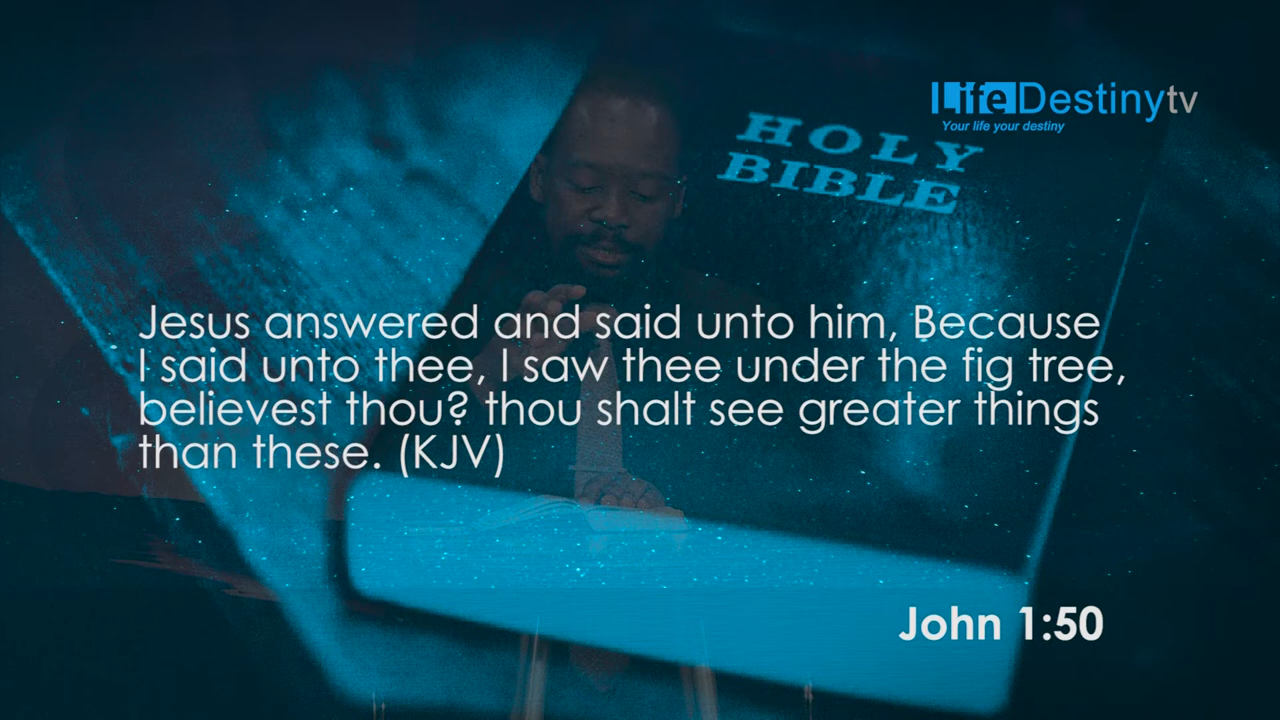 LifeDestinytv
Your life your destiny
HOLY
BIBLE
Jesus answered and said unto him, Because
I said unto thee, I saw thee under the fig tree,
believest thou? thou shalt see greater things
than these. (KJV)
John 1:50